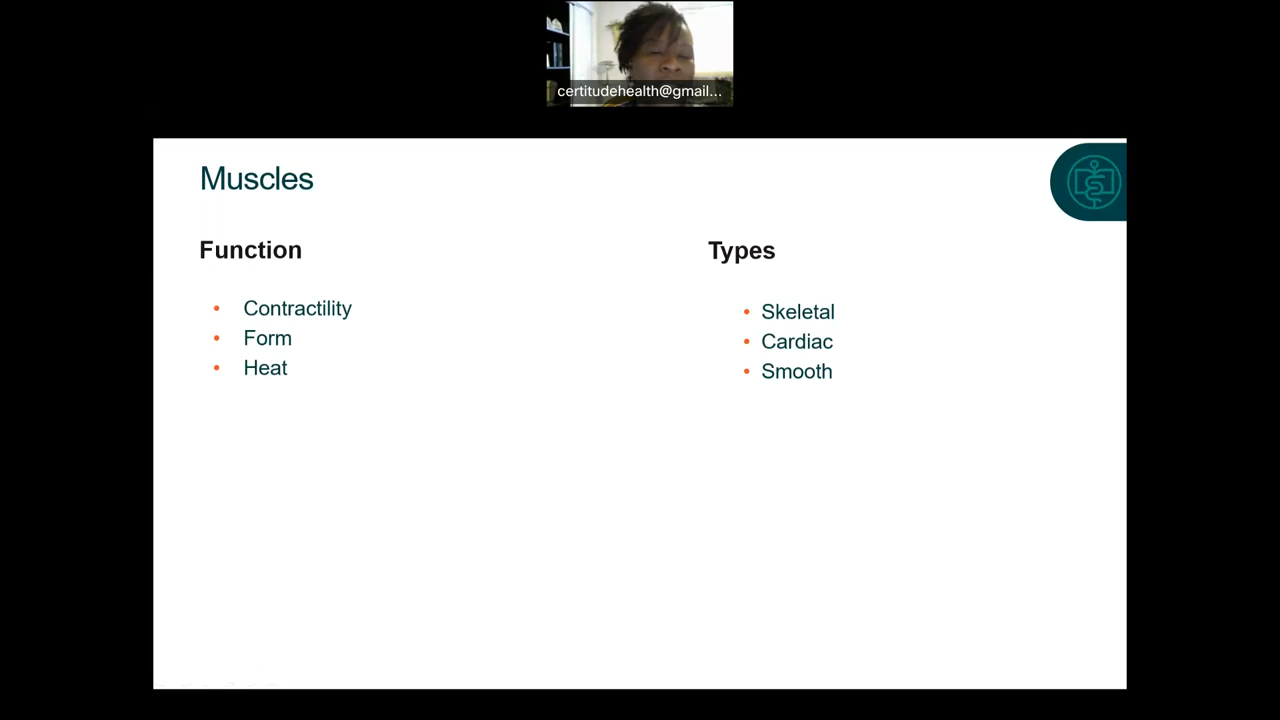 certitudehealth@gmail...
Muscles
Function
• Contractility
• Form
• Heat
Types
• Skeletal
• Cardiac
• Smooth